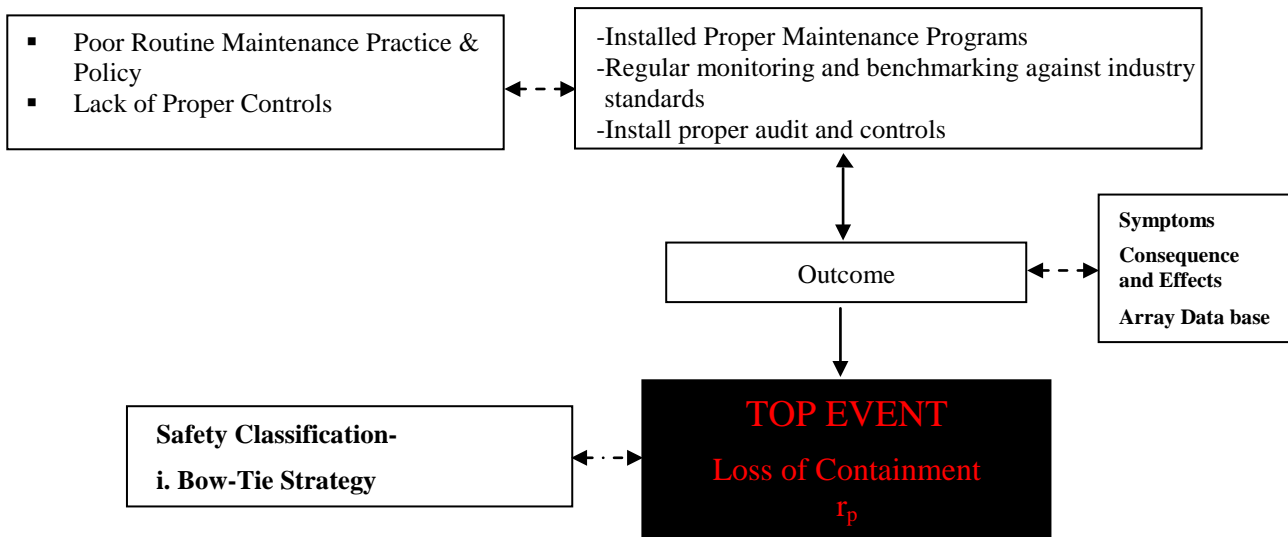 ▪ Poor Routine Maintenance Practice &
Policy
▪ Lack of Proper Controls
-Installed Proper Maintenance Programs
-Regular monitoring and benchmarking against industry
standards
-Install proper audit and controls
Symptoms
Consequence
and Effects
Array Data base
Outcome
TOP EVENT
Loss of Containment
rₚ
Safety Classification-
i. Bow-Tie Strategy